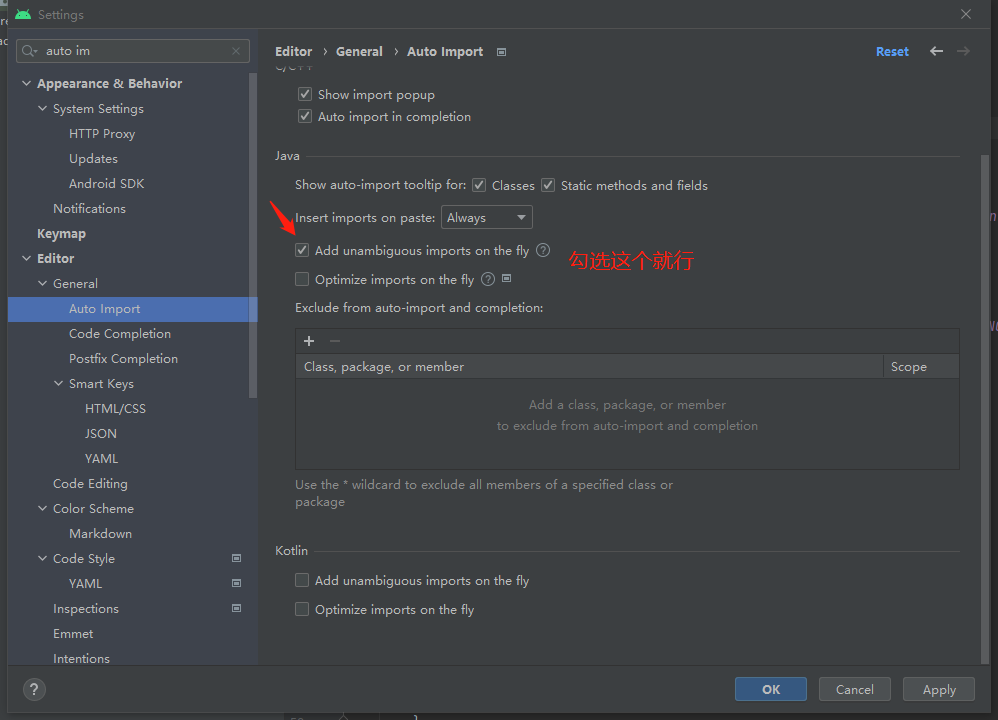 Settings
auto im
Editor › General › Auto Import
Reset
Appearance & Behavior
System Settings
HTTP Proxy
Updates
Android SDK
Notifications
Keymap
Editor
General
Auto Import
Code Completion
Postfix Completion
Smart Keys
HTML/CSS
JSON
YAML
Code Editing
Color Scheme
Markdown
Code Style
YAML
Inspections
Emmet
Intentions
C/C++
Show import popup
Auto import in completion
Java
Show auto-import tooltip for: Classes Static methods and fields
Insert imports on paste: Always
Add unambiguous imports on the fly ?
勾选这个就行
Optimize imports on the fly ?
Exclude from auto-import and completion:
Class, package, or member Scope
Add a class, package, or member
to exclude from auto-import and completion
Use the * wildcard to exclude all members of a specified class or
package
Kotlin
Add unambiguous imports on the fly
Optimize imports on the fly
?
OK Cancel Apply